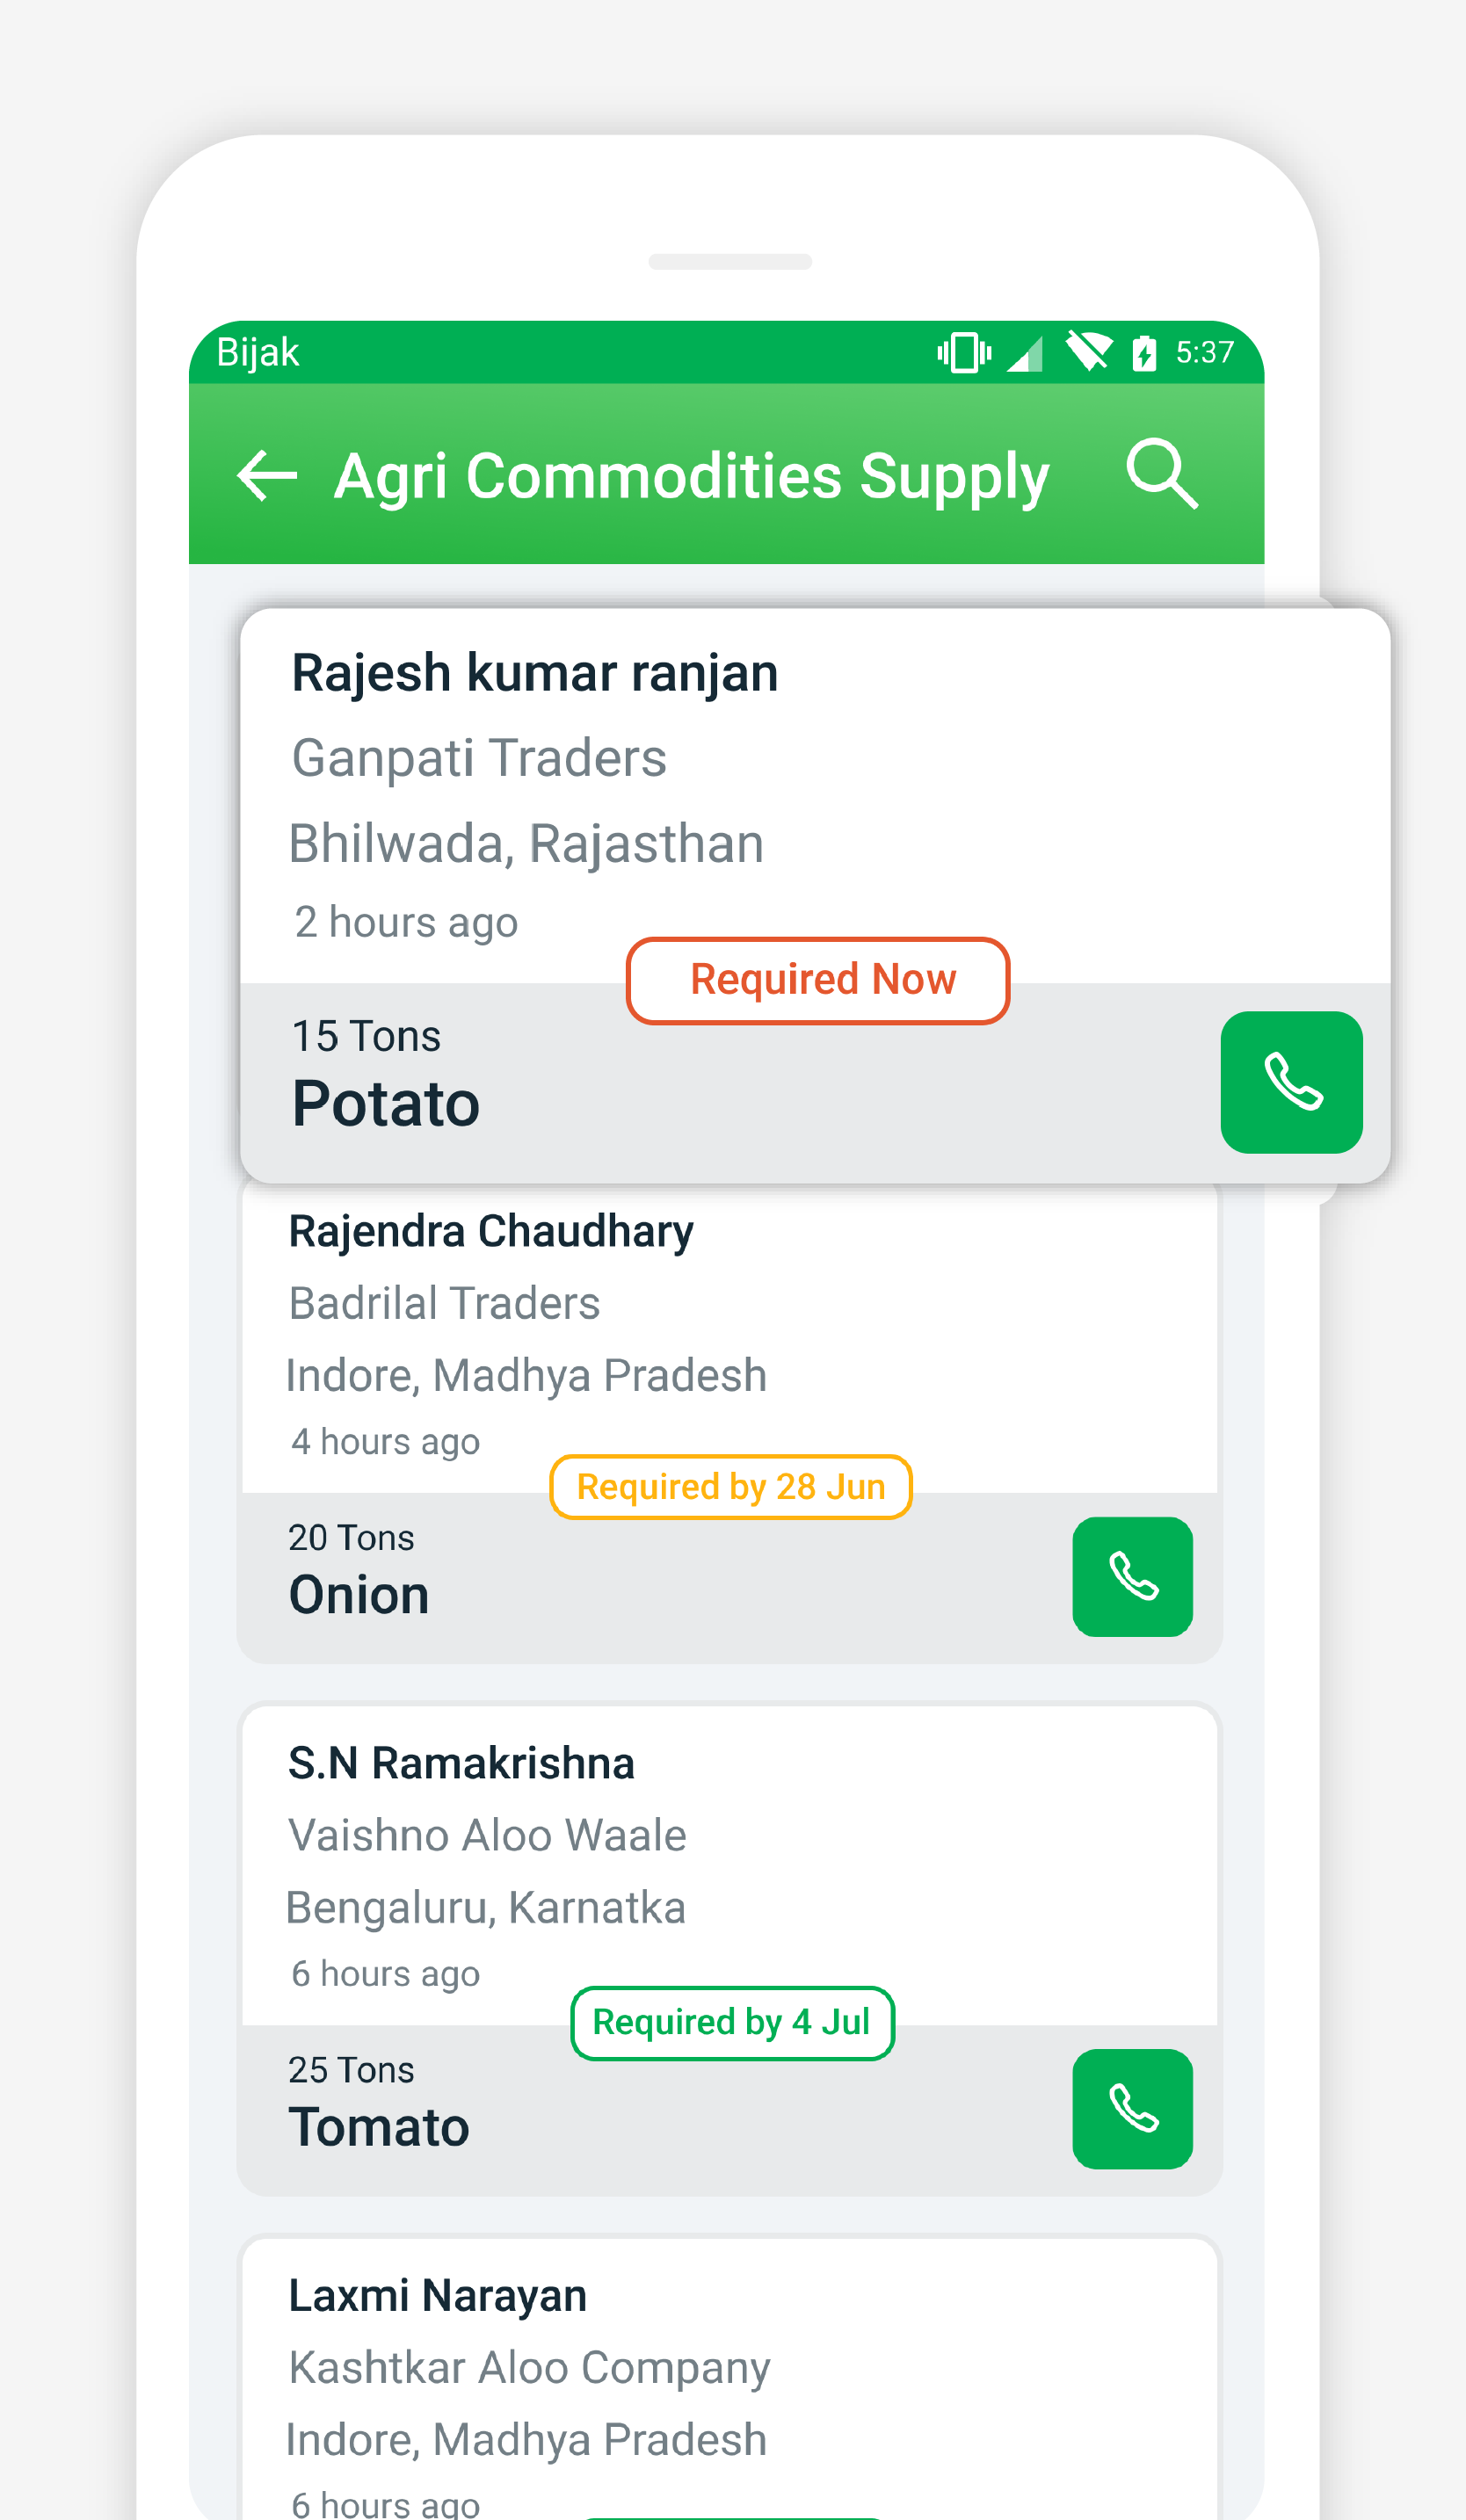 Bijak 5:37
Agri Commodities Supply
Rajesh kumar ranjan
Ganpati Traders
Bhilwada, Rajasthan
2 hours ago
Required Now
15 Tons
Potato
Rajendra Chaudhary
Badrilal Traders
Indore, Madhya Pradesh
4 hours ago
Required by 28 Jun
20 Tons
Onion
S.N Ramakrishna
Vaishno Aloo Waale
Bengaluru, Karnatka
6 hours ago
Required by 4 Jul
25 Tons
Tomato
Laxmi Narayan
Kashtkar Aloo Company
Indore, Madhya Pradesh
6 hours ago